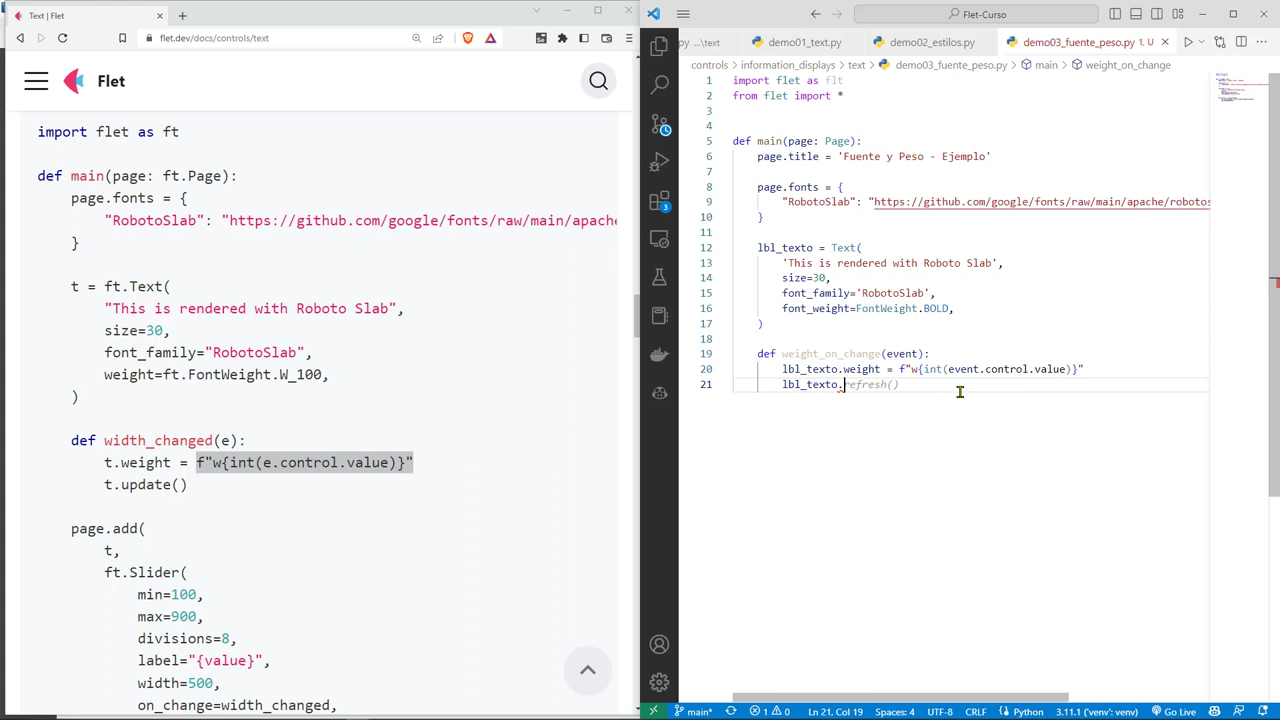 Text | Flet
flet.dev/docs/controls/text
Flet
import flet as ft
def main(page: ft.Page):
page.fonts = {
"RobotoSlab": "https://github.com/google/fonts/raw/main/apache
}
t = ft.Text(
"This is rendered with Roboto Slab",
size=30,
font_family="RobotoSlab",
weight=ft.FontWeight.W_100,
)
def width_changed(e):
t.weight = f"w{int(e.control.value)}"
t.update()
page.add(
t,
ft.Slider(
min=100,
max=900,
divisions=8,
label="{value}",
width=500,
on_change=width_changed,
Flet-Curso
.py ...\text
demo01_text.py
demo02_estilos.py
demo03_fuente_peso.py 1, U
controls > information_displays > text > demo03_fuente_peso.py > main > weight_on_change
1 import flet as flt
2 from flet import *
3
4
5 def main(page: Page):
6 page.title = 'Fuente y Peso - Ejemplo'
7
8 page.fonts = {
9 "RobotoSlab": "https://github.com/google/fonts/raw/main/apache/robotos
10 }
11
12 lbl_texto = Text(
13 'This is rendered with Roboto Slab',
14 size=30,
15 font_family='RobotoSlab',
16 font_weight=FontWeight.BOLD,
17 )
18
19 def weight_on_change(event):
20 lbl_texto.weight = f"w{int(event.control.value)}"
21 lbl_texto.refresh()
3
main*
1
0
Ln 21, Col 19
Spaces: 4
UTF-8
CRLF
Python
3.11.1 ('venv': venv)
Go Live